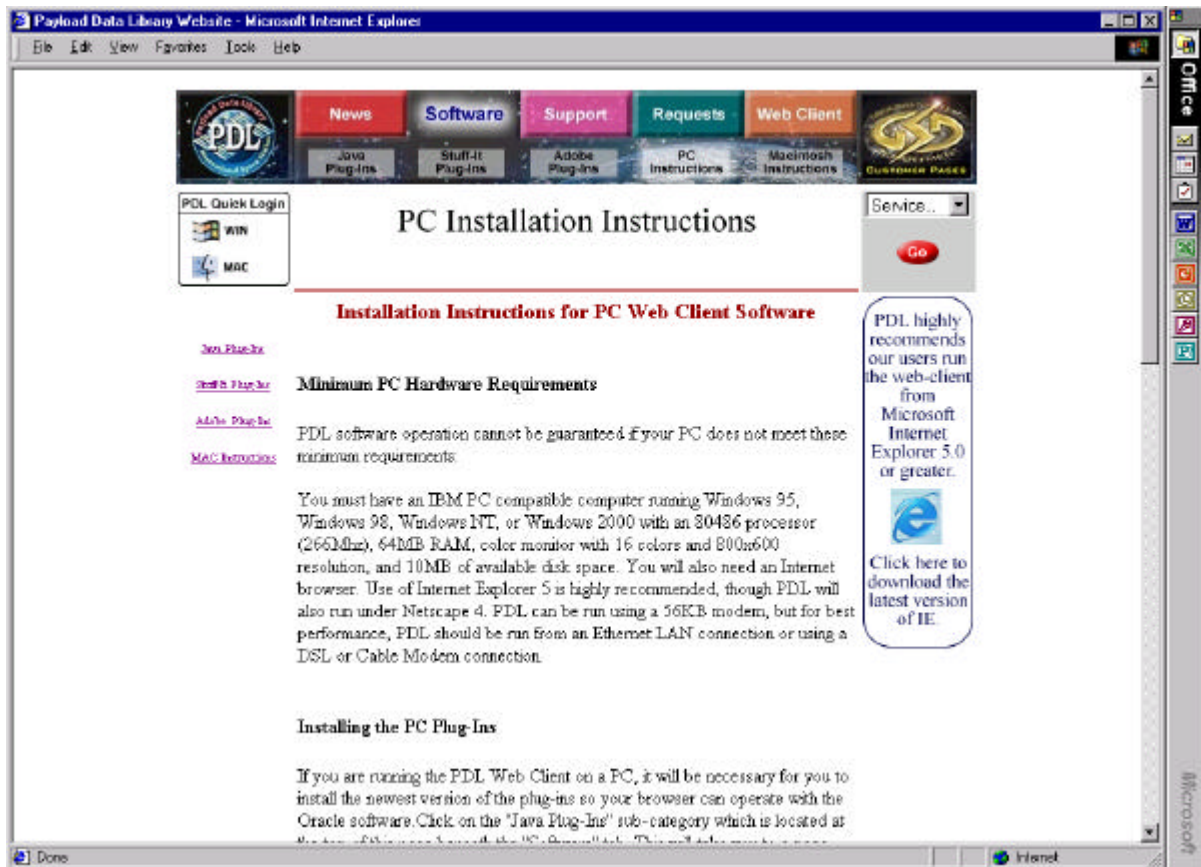 Payload Data Library Website - Microsoft Internet Explorer
File Edit View Favorites Tools Help
Office
PDL
News Software Support Requests Web Client
Java Plug-Ins
Stuff-It Plug-Ins
Adobe Plug-Ins
PC Instructions
Macintosh Instructions
CUSTOMER PAGES
PDL Quick Login
WIN
MAC
PC Installation Instructions
Service..
Go
Installation Instructions for PC Web Client Software
Java Plug-Ins
Stuff-It Plug-Ins
Adobe Plug-Ins
MAC Instructions
Minimum PC Hardware Requirements
PDL software operation cannot be guaranteed if your PC does not meet these
minimum requirements:
You must have an IBM PC compatible computer running Windows 95,
Windows 98, Windows NT, or Windows 2000 with an 80486 processor
(266Mhz), 64MB RAM, color monitor with 16 colors and 800x600
resolution, and 10MB of available disk space. You will also need an Internet
browser. Use of Internet Explorer 5 is highly recommended, though PDL will
also run under Netscape 4. PDL can be run using a 56KB modem, but for best
performance, PDL should be run from an Ethernet LAN connection or using a
DSL or Cable Modem connection.
Installing the PC Plug-Ins
If you are running the PDL Web Client on a PC, it will be necessary for you to
install the newest version of the plug-ins so your browser can operate with the
Oracle software.Click on the "Java Plug-Ins" sub-category which is located at
PDL highly
recommends
our users run
the web-client
from
Microsoft
Internet
Explorer 5.0
or greater.
Click here to
download the
latest version
of IE.
Done
Internet
Microsoft